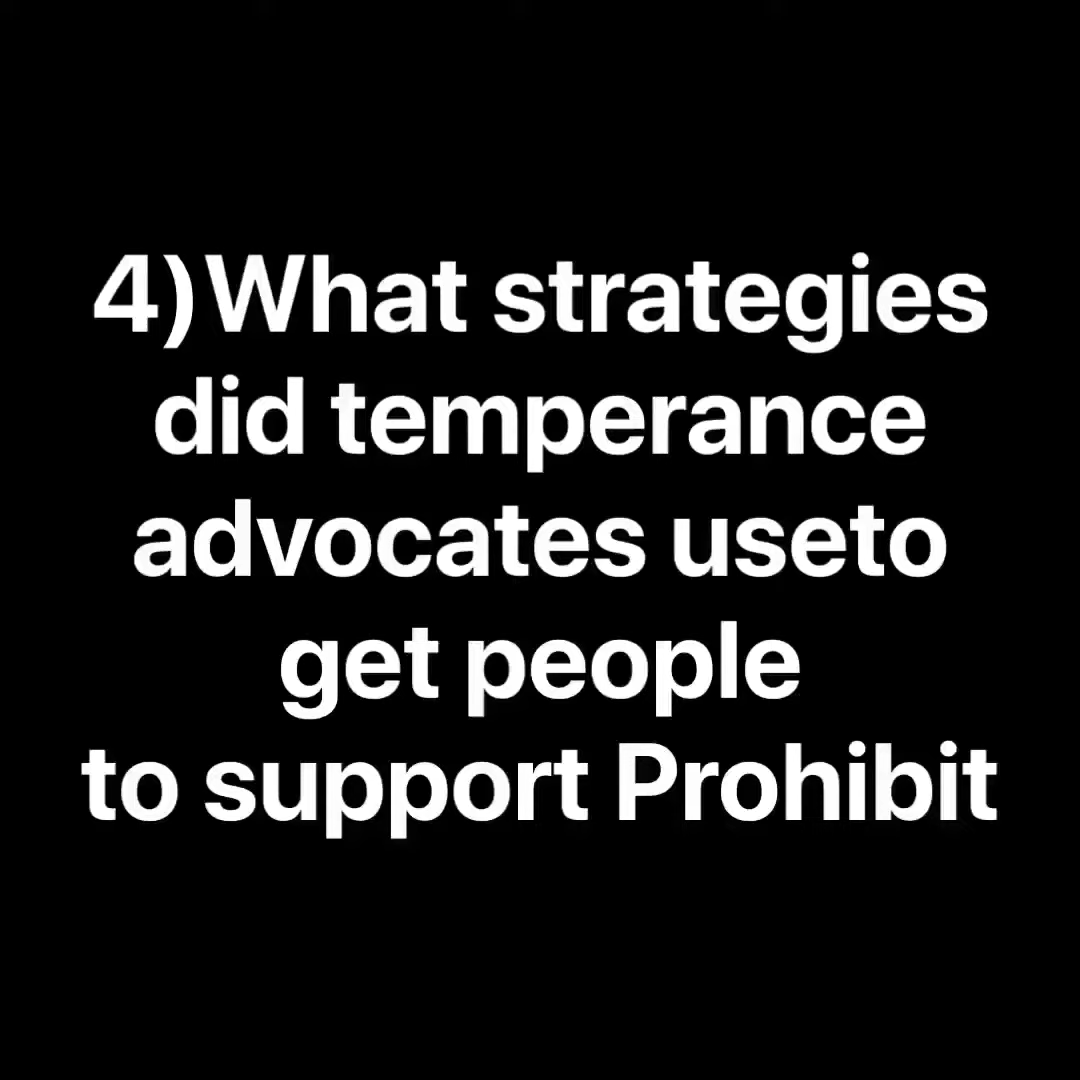 4)What strategies
did temperance
advocates useto
get people
to support Prohibit